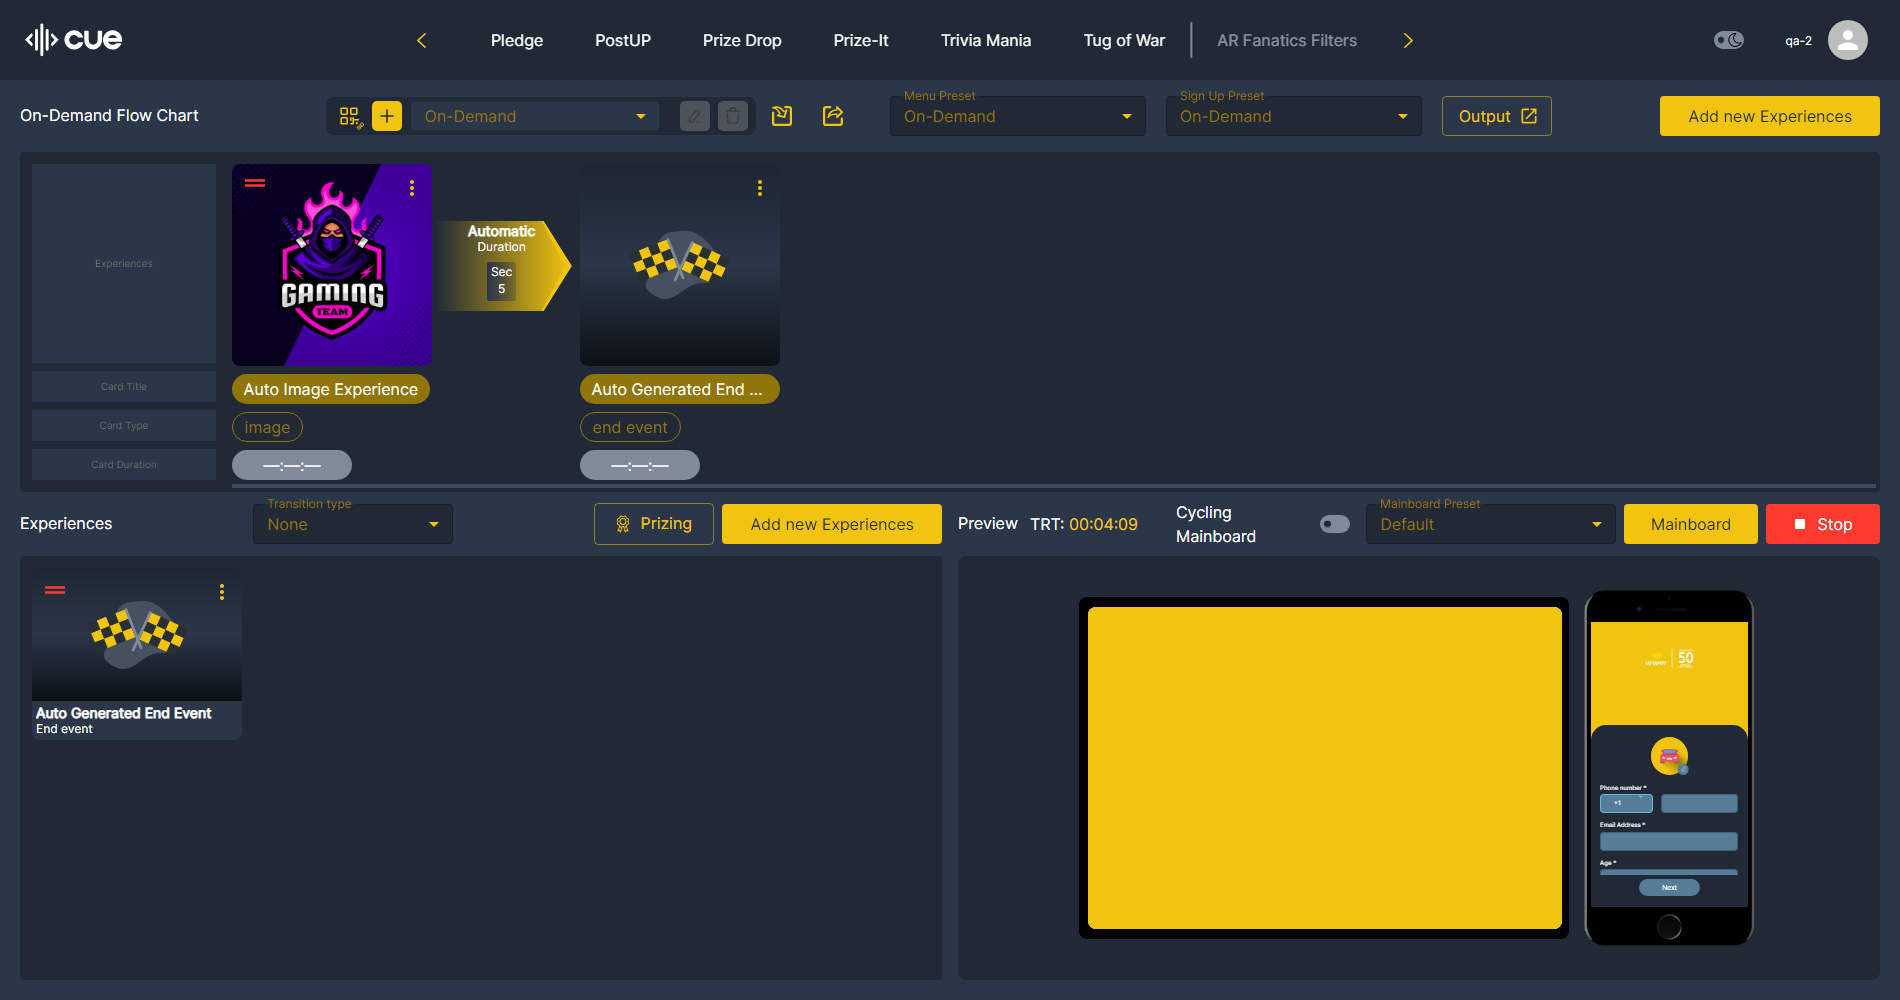 cue
Pledge
PostUP
Prize Drop
Prize-It
Trivia Mania
Tug of War
AR Fanatics Filters
qa-2
On-Demand Flow Chart
On-Demand
Menu Preset
On-Demand
Sign Up Preset
On-Demand
Output
Add new Experiences
Experiences
GAMING
TEAM
Automatic
Duration
Sec
5
Card Title
Auto Image Experience
Auto Generated End ...
Card Type
image
end event
Card Duration
—:—:—
—:—:—
Experiences
Transition type
None
Prizing
Add new Experiences
Preview
TRT: 00:04:09
Cycling
Mainboard
Mainboard Preset
Default
Mainboard
Stop
Auto Generated End Event
End event
50
Phone number *
+1
Email Address *
Age *
Next